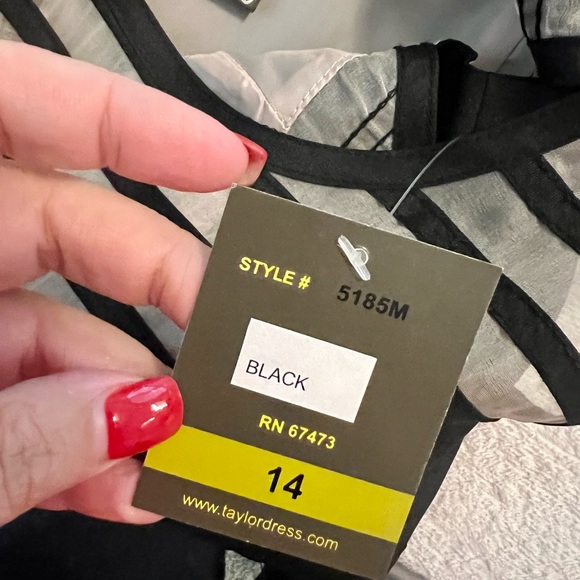 STYLE # 5185M
BLACK
RN 67473
14
www.taylordress.com